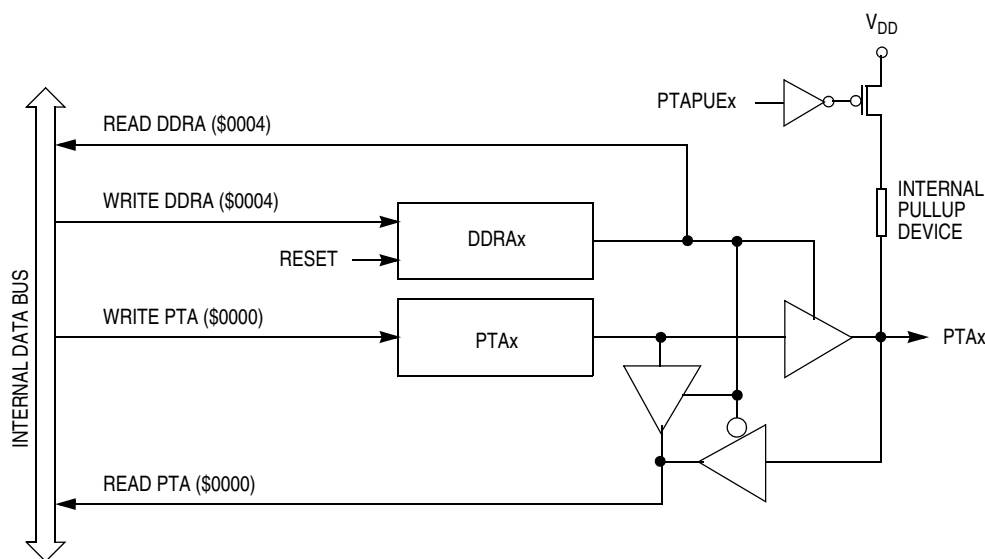 V_DD
PTAPUEx
READ DDRA ($0004)
WRITE DDRA ($0004)
INTERNAL
PULLUP
DEVICE
DDRAx
RESET
INTERNAL DATA BUS
WRITE PTA ($0000)
PTAx
PTAx
READ PTA ($0000)